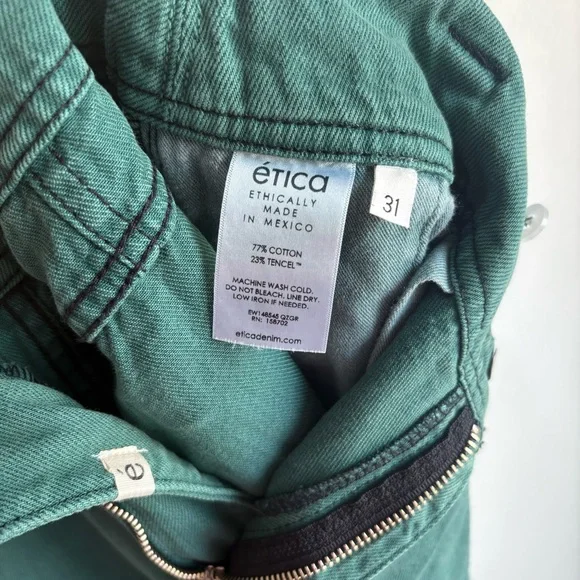 éTICA
ETHICALLY
MADE
IN MEXICO
77% COTTON
23% TENCEL™
MACHINE WASH COLD.
DO NOT BLEACH. LINE DRY.
LOW IRON IF NEEDED.
EW148545 QZGR
RN: 158702
eticadenim.com
31
é